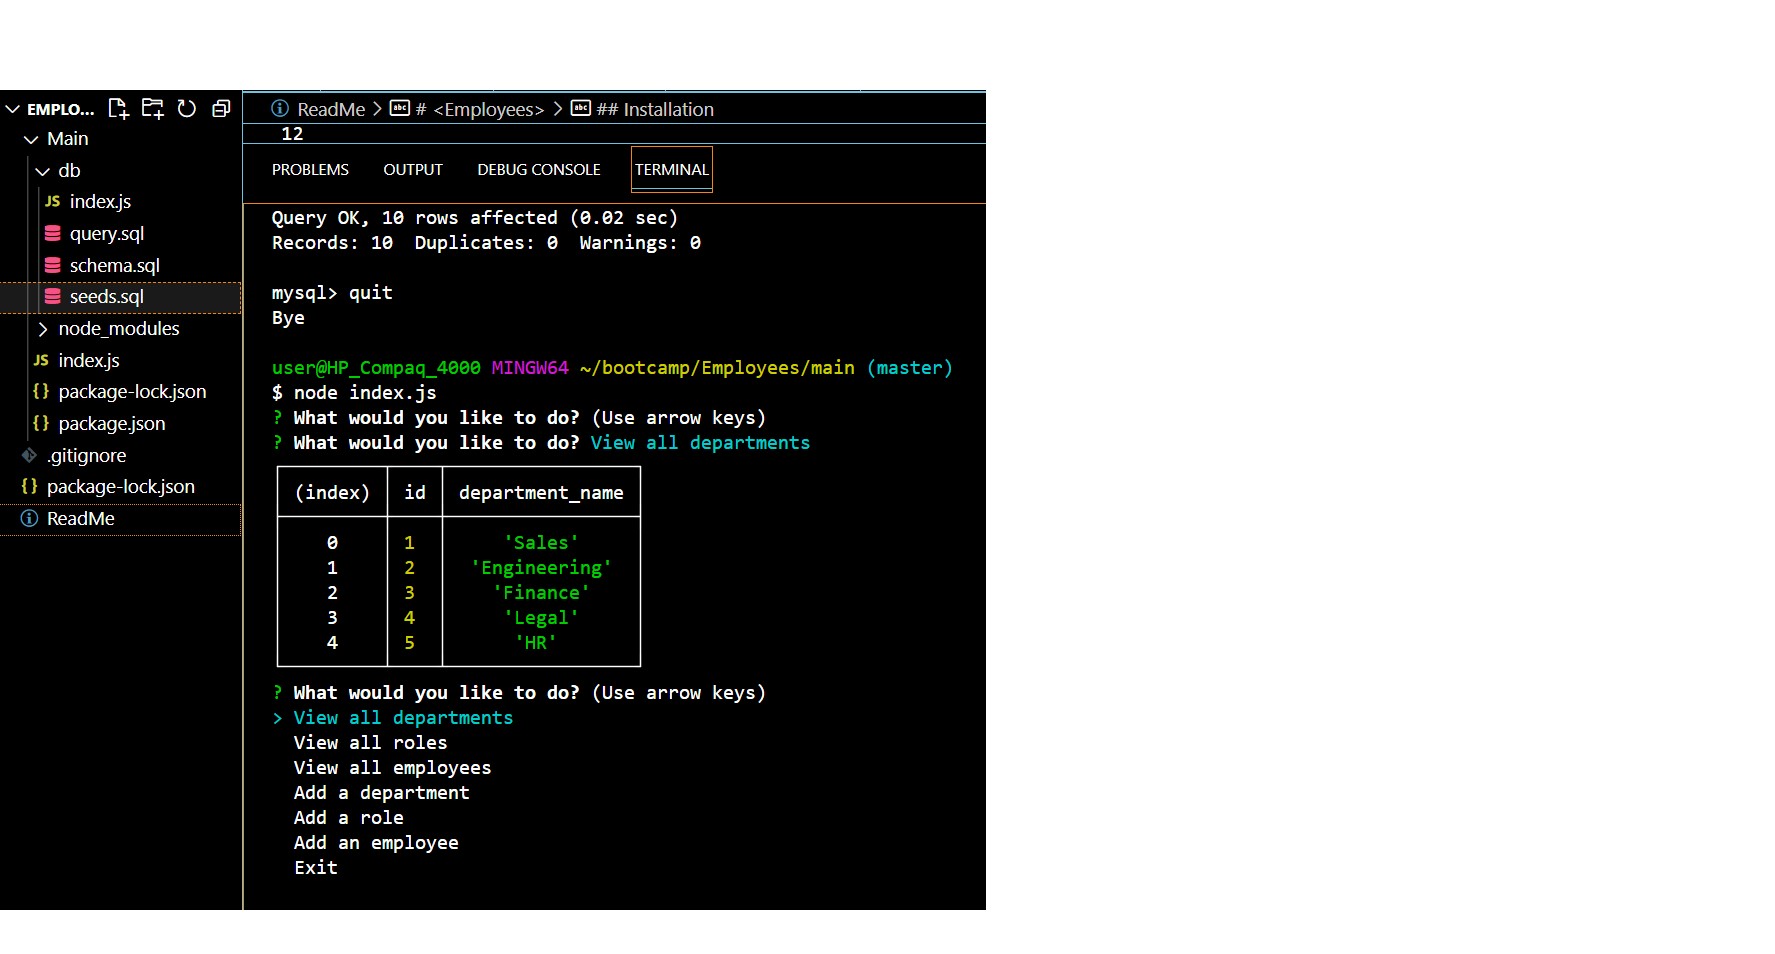 EMPLO...
Main
db
JS index.js
query.sql
schema.sql
seeds.sql
node_modules
JS index.js
{} package-lock.json
{} package.json
.gitignore
{} package-lock.json
ReadMe
ReadMe > abc # <Employees> > abc ## Installation
12
PROBLEMS OUTPUT DEBUG CONSOLE TERMINAL
Query OK, 10 rows affected (0.02 sec)
Records: 10  Duplicates: 0  Warnings: 0
mysql> quit
Bye
user@HP_Compaq_4000 MINGW64 ~/bootcamp/Employees/main (master)
$ node index.js
? What would you like to do? (Use arrow keys)
? What would you like to do? View all departments
(index) id department_name
0 1 'Sales'
1 2 'Engineering'
2 3 'Finance'
3 4 'Legal'
4 5 'HR'
? What would you like to do? (Use arrow keys)
> View all departments
View all roles
View all employees
Add a department
Add a role
Add an employee
Exit